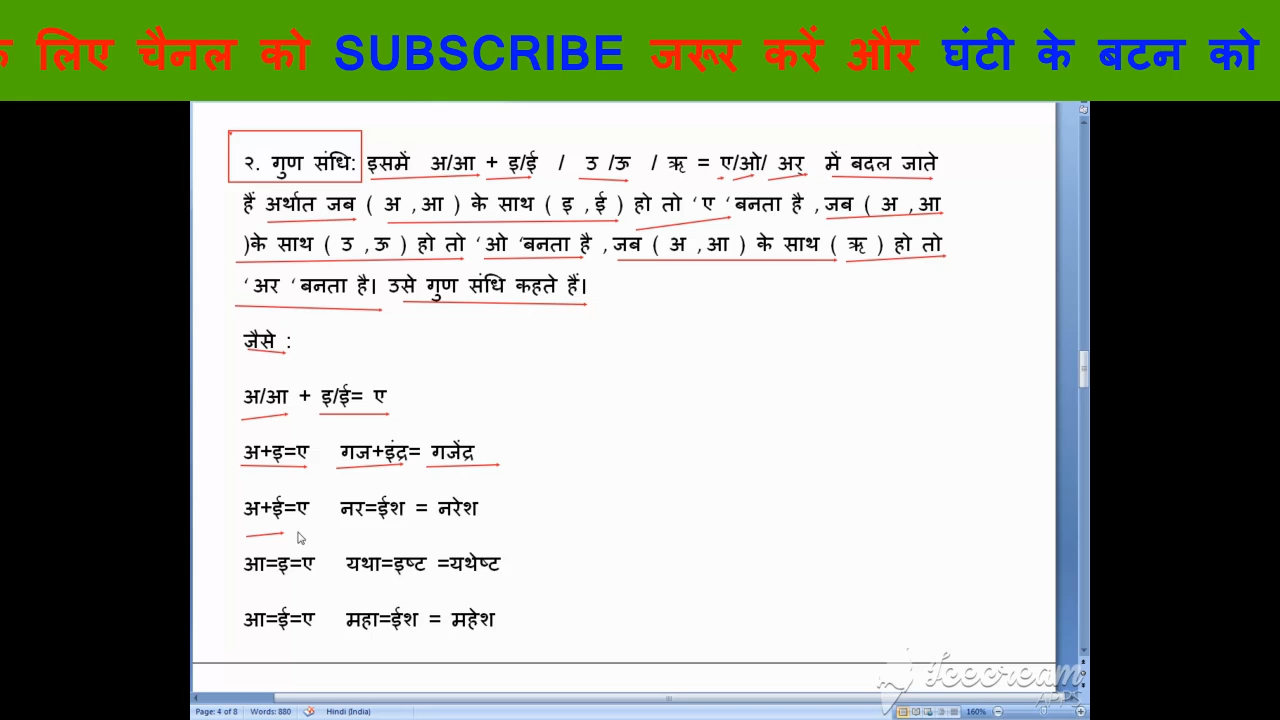 लिए चैनल को SUBSCRIBE जरूर करें और घंटी के बटन को
२. गुण संधि: इसमें अ/आ + इ/ई / उ /ऊ / ऋ = ए/ओ/ अर् में बदल जाते
हैं अर्थात जब ( अ ,आ ) के साथ ( इ , ई ) हो तो ‘ ए ‘बनता है ,जब ( अ ,आ
)के साथ ( उ ,ऊ ) हो तो ‘ओ ‘बनता है ,जब ( अ ,आ ) के साथ ( ऋ ) हो तो
‘अर ‘बनता है। उसे गुण संधि कहते हैं।
जैसे :
अ/आ + इ/ई= ए
अ+इ=ए गज+इंद्र= गजेंद्र
अ+ई=ए नर=ईश = नरेश
आ=इ=ए यथा=इष्ट =यथेष्ट
आ=ई=ए महा=ईश = महेश
Icecream
APPS
Page: 4 of 8 Words: 880 Hindi (India) 160%